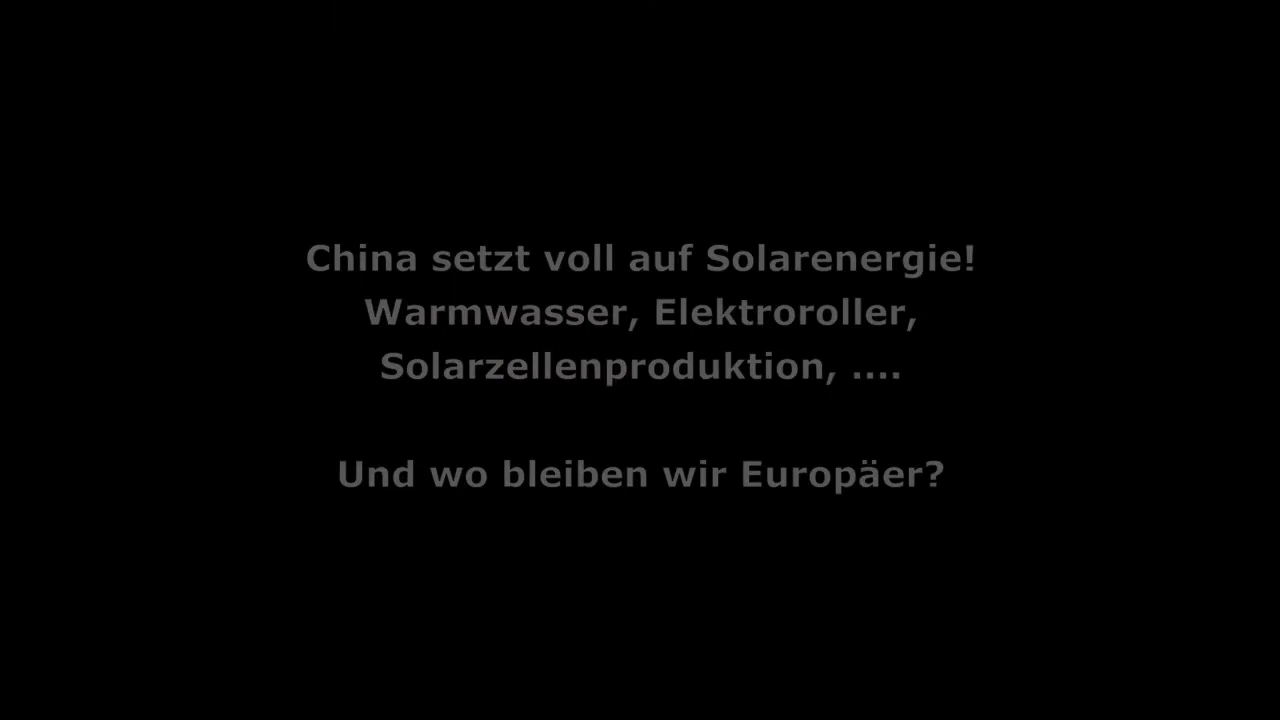 China setzt voll auf Solarenergie!
Warmwasser, Elektroroller,
Solarzellenproduktion, ....
Und wo bleiben wir Europäer?